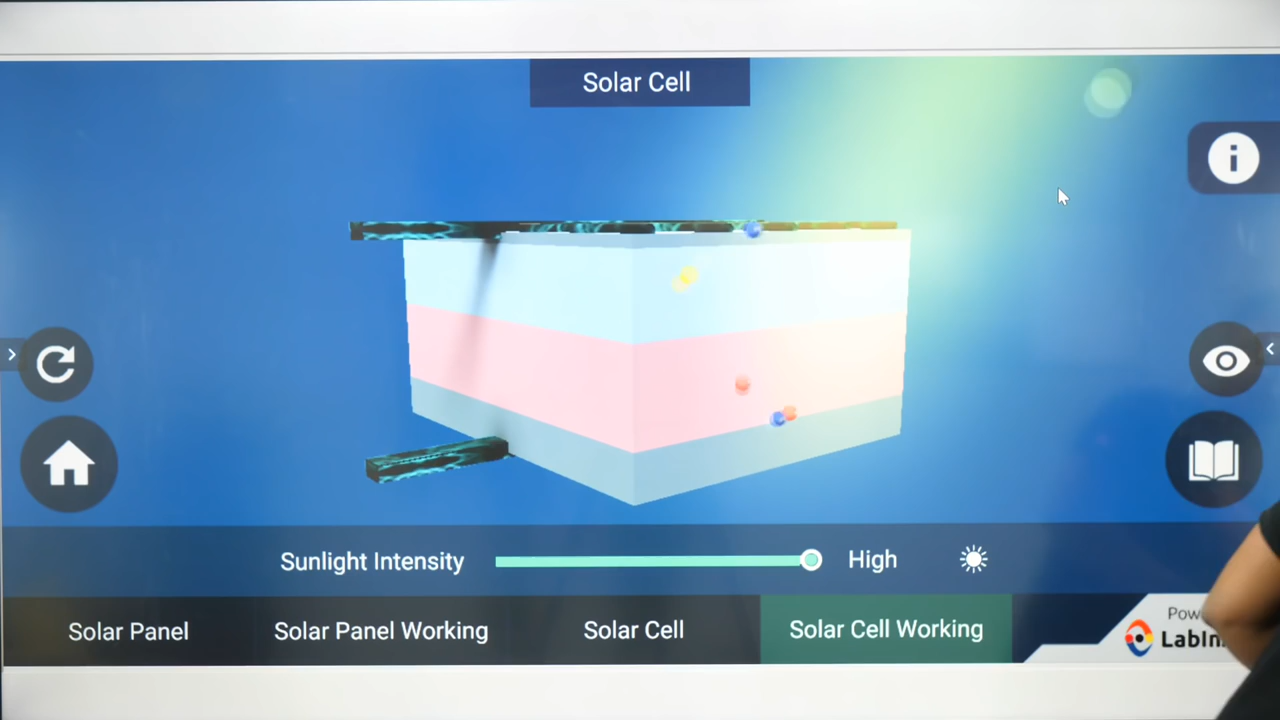 Solar Cell
Sunlight Intensity
High
Solar Panel
Solar Panel Working
Solar Cell
Solar Cell Working